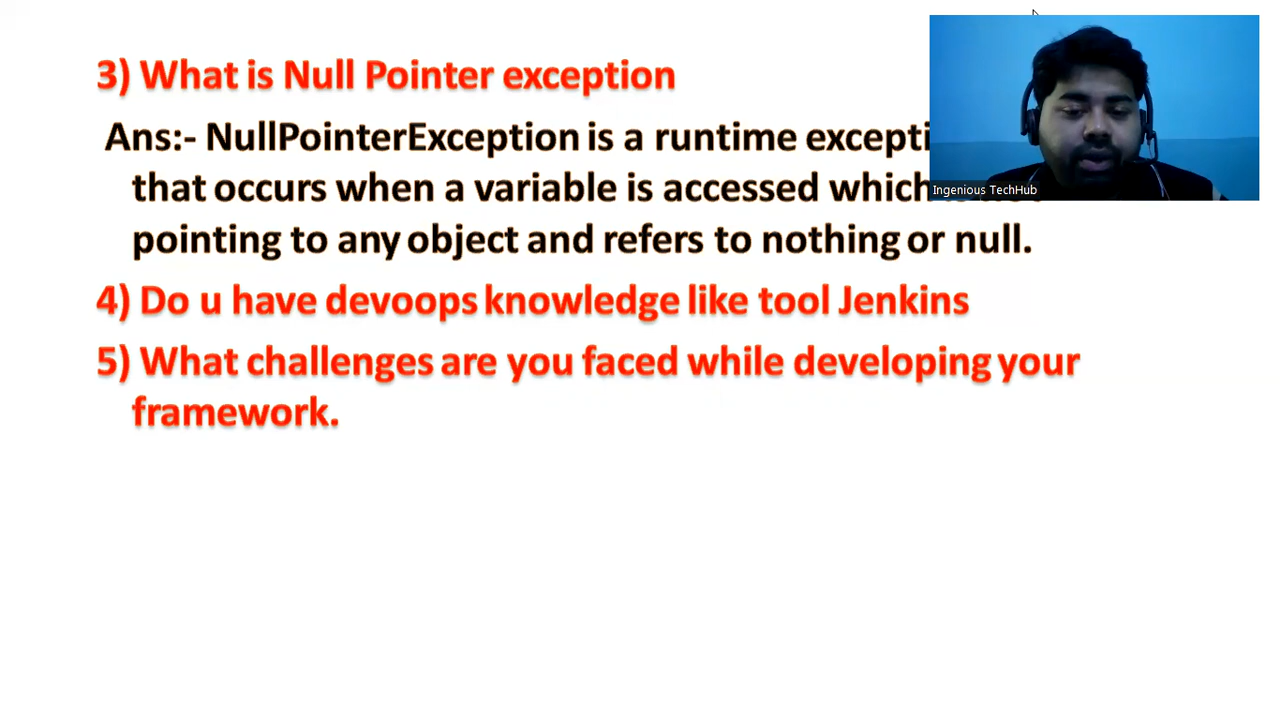 3) What is Null Pointer exception
Ans:- NullPointerException is a runtime excepti
that occurs when a variable is accessed which
pointing to any object and refers to nothing or null.
4) Do u have devoops knowledge like tool Jenkins
5) What challenges are you faced while developing your
framework.
Ingenious TechHub